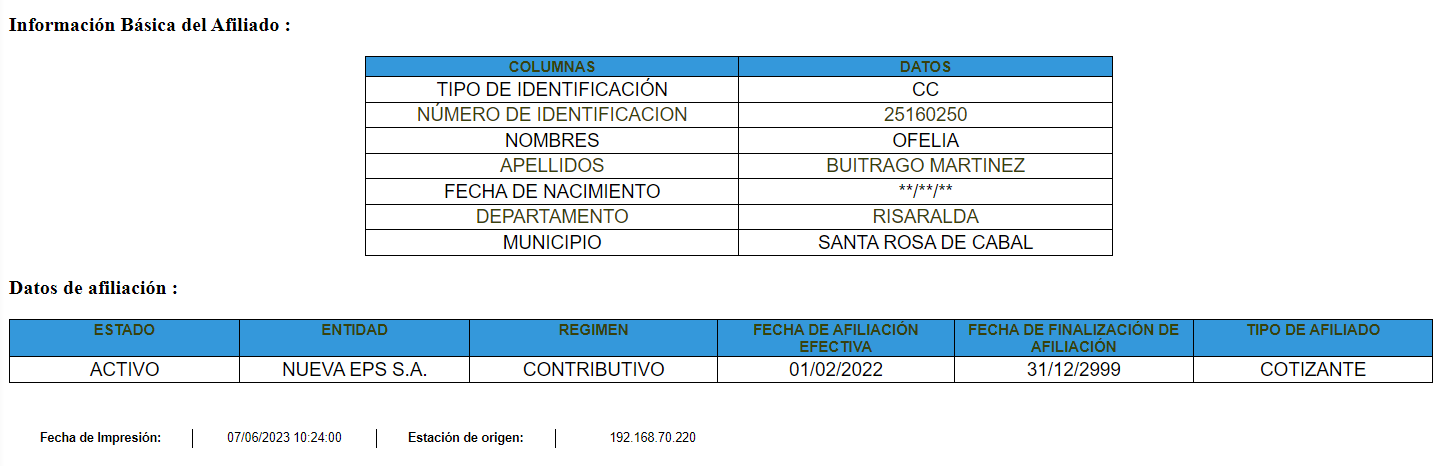 Información Básica del Afiliado :
COLUMNAS DATOS
TIPO DE IDENTIFICACIÓN CC
NÚMERO DE IDENTIFICACION 25160250
NOMBRES OFELIA
APELLIDOS BUITRAGO MARTINEZ
FECHA DE NACIMIENTO **/**/**
DEPARTAMENTO RISARALDA
MUNICIPIO SANTA ROSA DE CABAL
Datos de afiliación :
ESTADO ENTIDAD REGIMEN FECHA DE AFILIACIÓN EFECTIVA FECHA DE FINALIZACIÓN DE AFILIACIÓN TIPO DE AFILIADO
ACTIVO NUEVA EPS S.A. CONTRIBUTIVO 01/02/2022 31/12/2999 COTIZANTE
Fecha de Impresión: 07/06/2023 10:24:00 Estación de origen: 192.168.70.220